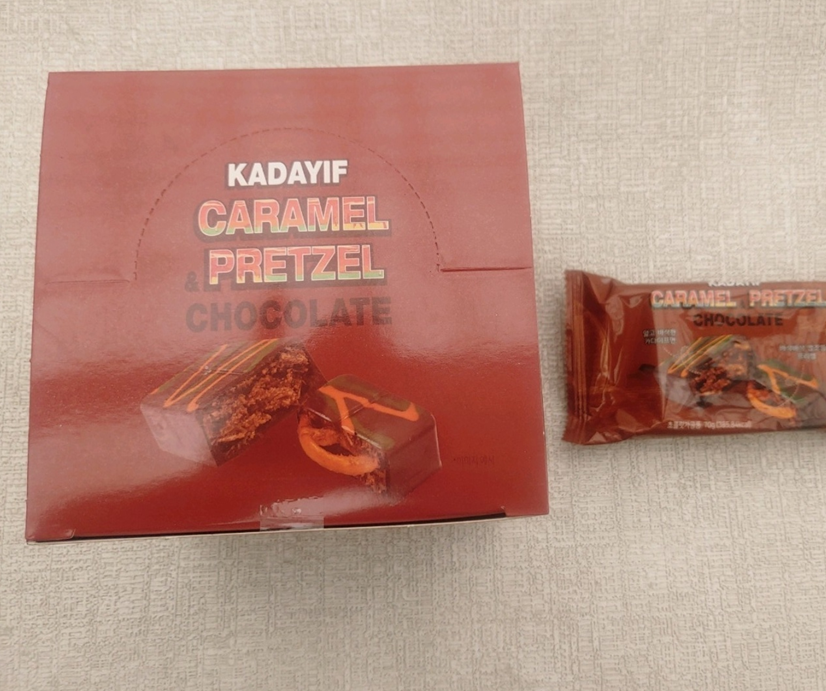 KADAYIF
CARAMEL
& PRETZEL
CHOCOLATE
KADAYIF
CARAMEL PRETZEL
CHOCOLATE